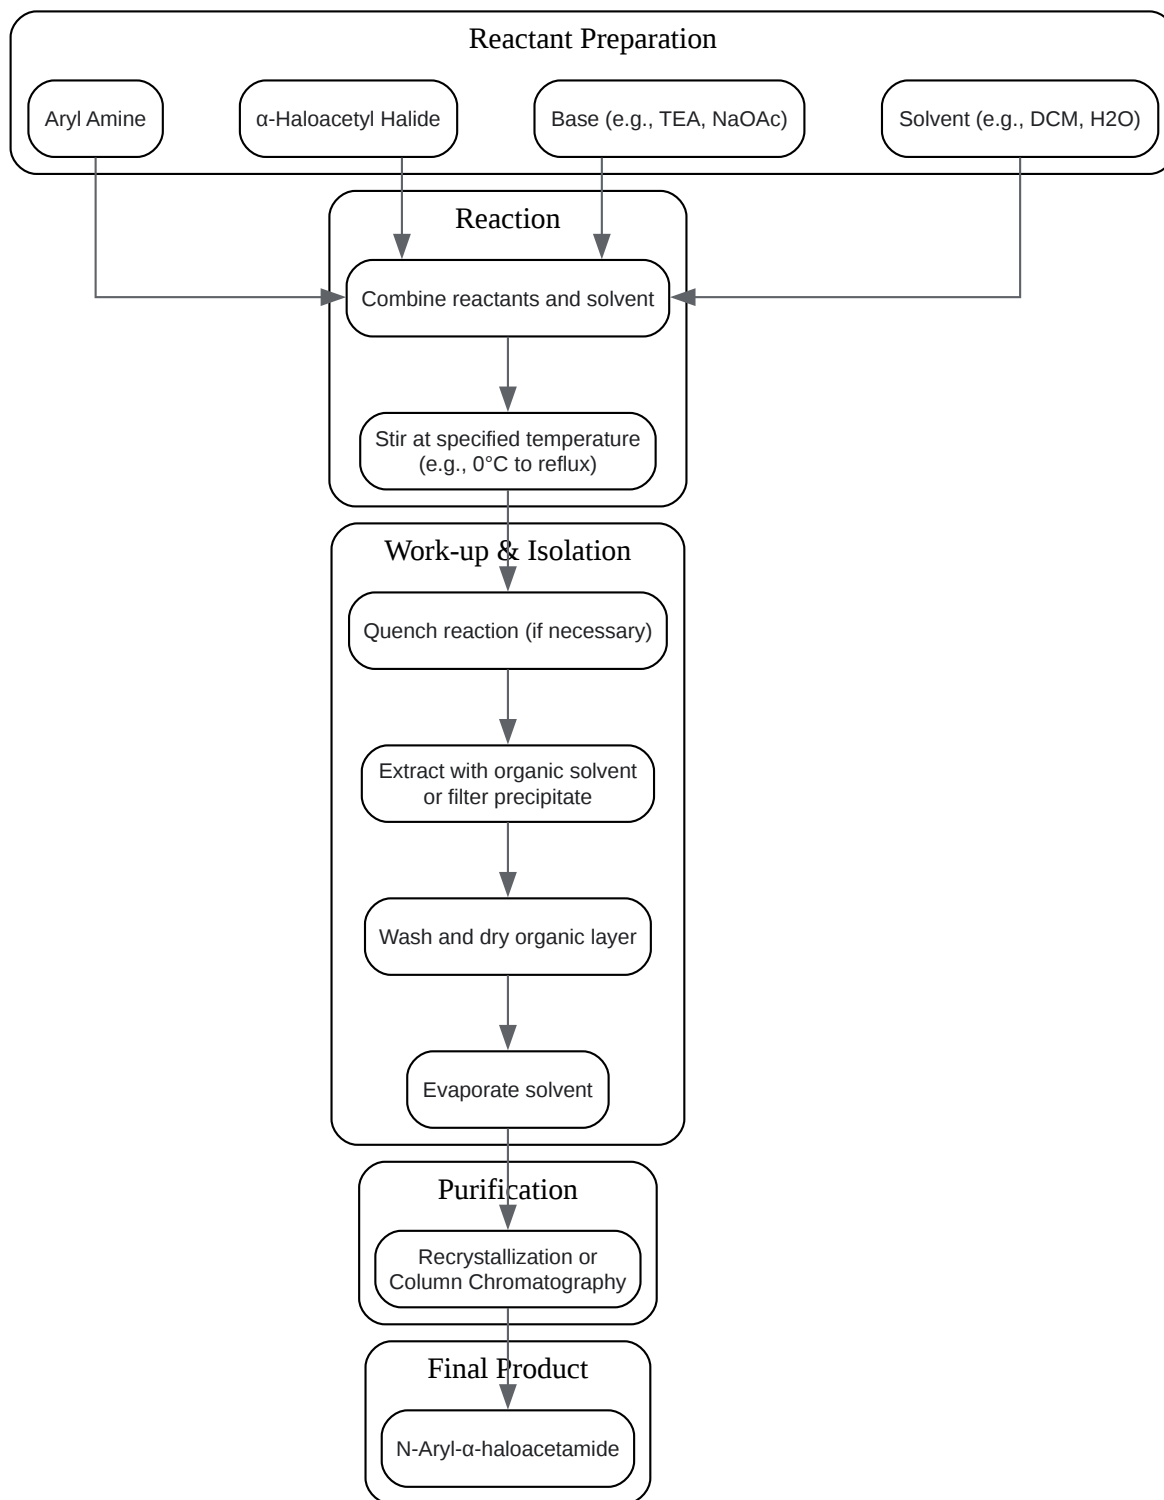 Reactant Preparation
Aryl Amine
α-Haloacetyl Halide
Base (e.g., TEA, NaOAc)
Solvent (e.g., DCM, H2O)
Reaction
Combine reactants and solvent
Stir at specified temperature
(e.g., 0°C to reflux)
Work-up & Isolation
Quench reaction (if necessary)
Extract with organic solvent
or filter precipitate
Wash and dry organic layer
Evaporate solvent
Purification
Recrystallization or
Column Chromatography
Final Product
N-Aryl-α-haloacetamide